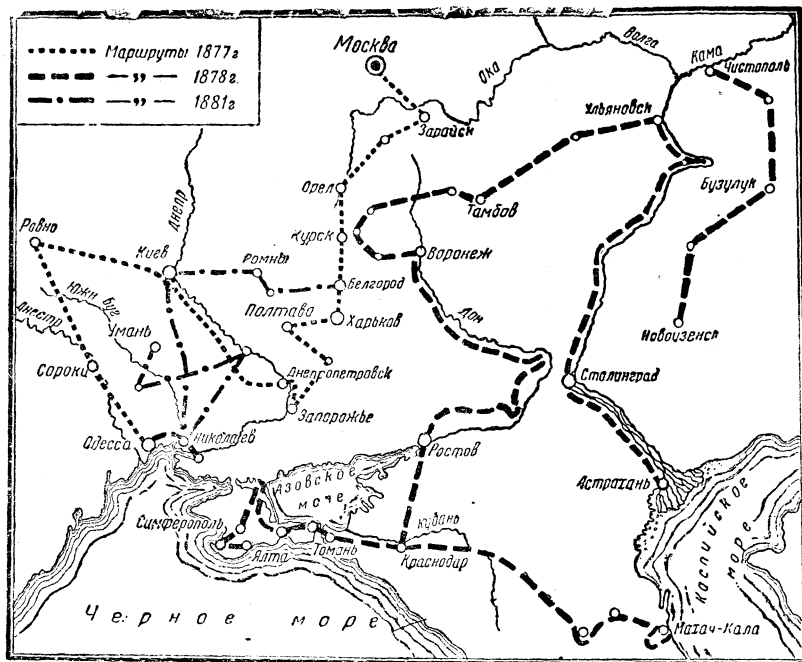 Маршруты 1877г.
— „ — 1878г.
— „ — 1881г
Москва
Ока
Волга
Кама
Чистополь
Зарайск
Ульяновск
Бузулук
Орел
Тамбов
Днепр
Ровно
Киев
Ромны
Курск
Воронеж
Белгород
Южн Буг
Днестр
Умань
Полтава
Харьков
Дон
Новоузенск
Сороки
Днепропетровск
Сталинград
Запорожье
Одесса
Николаев
Ростов
Астрахань
Азовское
море
Симферополь
Кубань
Ялта
Томань
Краснодир
Каспийское
море
Черное море
Махач-Кала